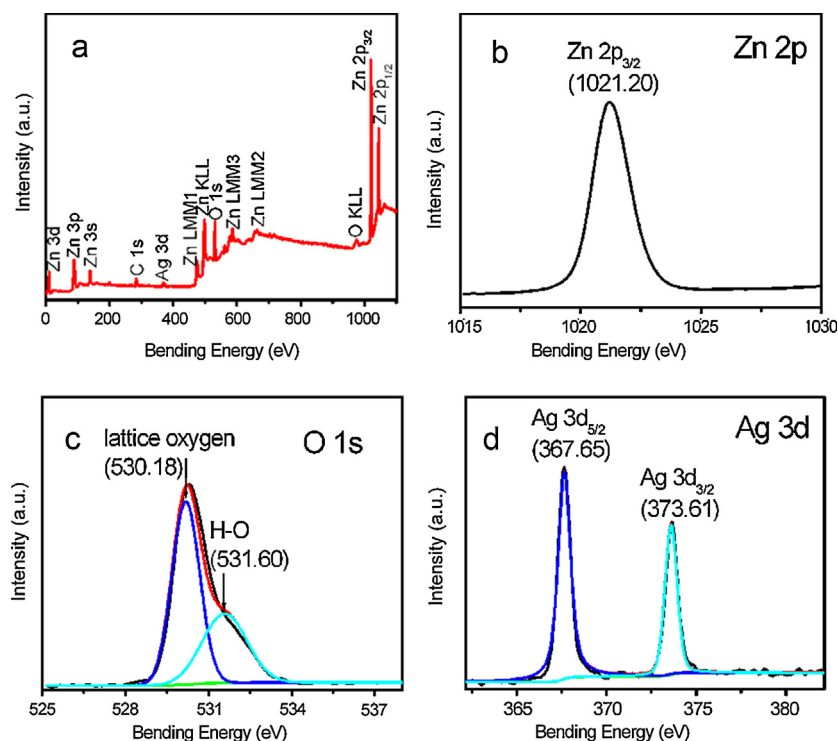 a
Intensity (a.u.)
Zn 3d
Zn 3p
Zn 3s
C 1s
Ag 3d
Zn LMM1
Zn KLL
O 1s
Zn LMM3
Zn LMM2
O KLL
Zn 2p3/2
Zn 2p1/2
0 200 400 600 800 1000
Bending Energy (eV)
b
Zn 2p3/2
(1021.20)
Zn 2p
Intensity (a.u.)
1015 1020 1025 1030
Bending Energy (eV)
c
lattice oxygen
(530.18)
O 1s
H-O
(531.60)
Intensity (a.u.)
525 528 531 534 537
Bending Energy (eV)
d
Ag 3d5/2
(367.65)
Ag 3d
Ag 3d3/2
(373.61)
Intensity (a.u.)
365 370 375 380
Bending Energy (eV)